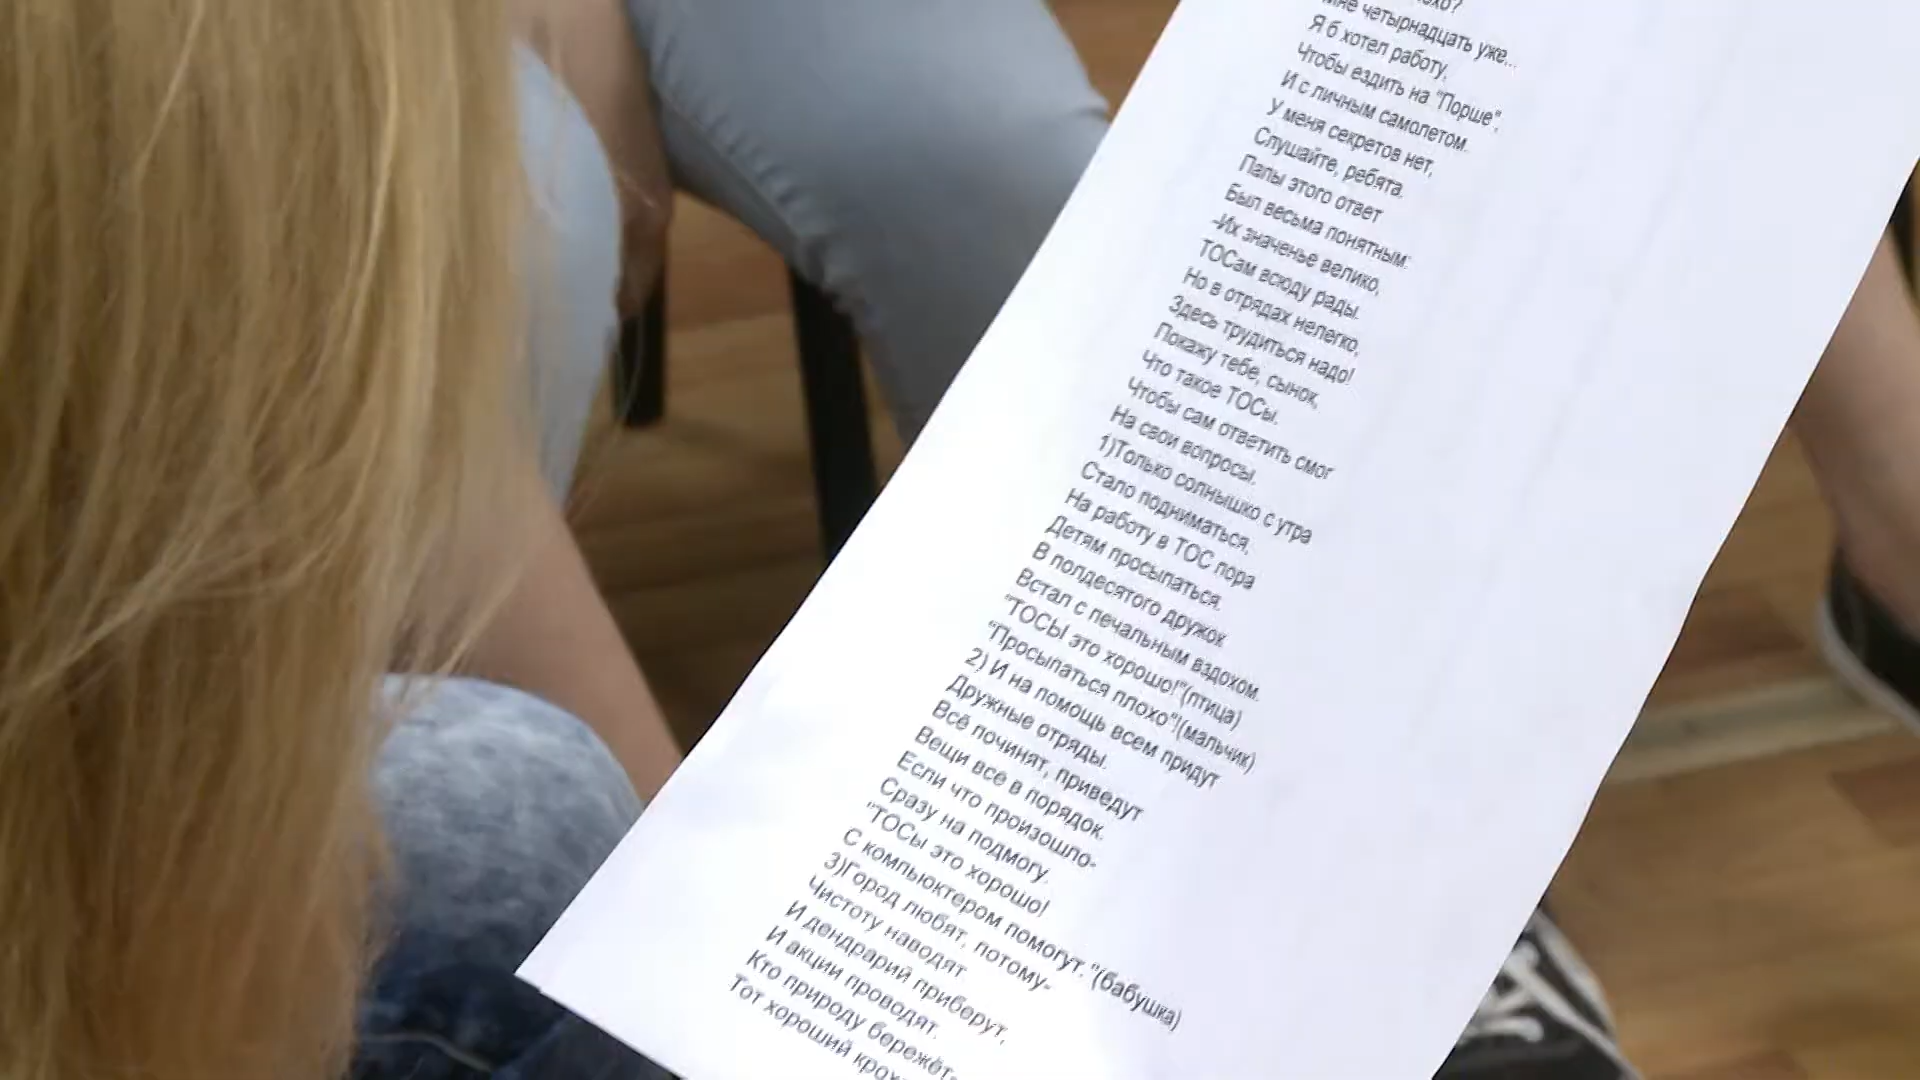 Мне четырнадцать уже...
Я б хотел работу,
Чтобы ездить на "Порше",
И с личным самолетом.
У меня секретов нет,
Слушайте, ребята.
Папы этого ответ
Был весьма понятным:
-Их значенье велико,
ТОСам всюду рады.
Но в отрядах нелегко,
Здесь трудиться надо!
Покажу тебе, сынок,
Что такое ТОСы.
Чтобы сам ответить смог
На свои вопросы.
1)Только солнышко с утра
Стало подниматься,
На работу в ТОС пора
Детям просыпаться.
В полдесятого дружок
Встал с печальным вздохом.
"ТОСЫ это хорошо!"(птица)
"Просыпаться плохо"!(мальчик)
2) И на помощь всем придут
Дружные отряды.
Всё починят, приведут
Вещи все в порядок.
Если что произошло-
Сразу на подмогу.
"ТОСы это хорошо!
С компьютером помогут."(бабушка)
3)Город любят, потому-
Чистоту наводят
И дендрарий приберут,
И акции проводят.
Кто природу бережёт-
Тот хороший